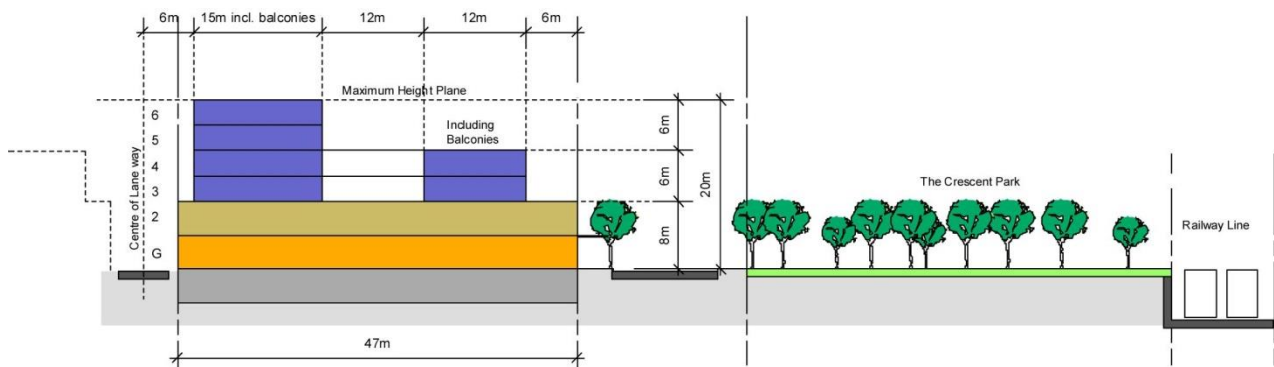 6m 15m incl. balconies 12m 12m 6m
Maximum Height Plane
6
5
4
3
2
G
Centre of Lane way
Including
Balconies
6m
6m
8m
20m
The Crescent Park
Railway Line
47m